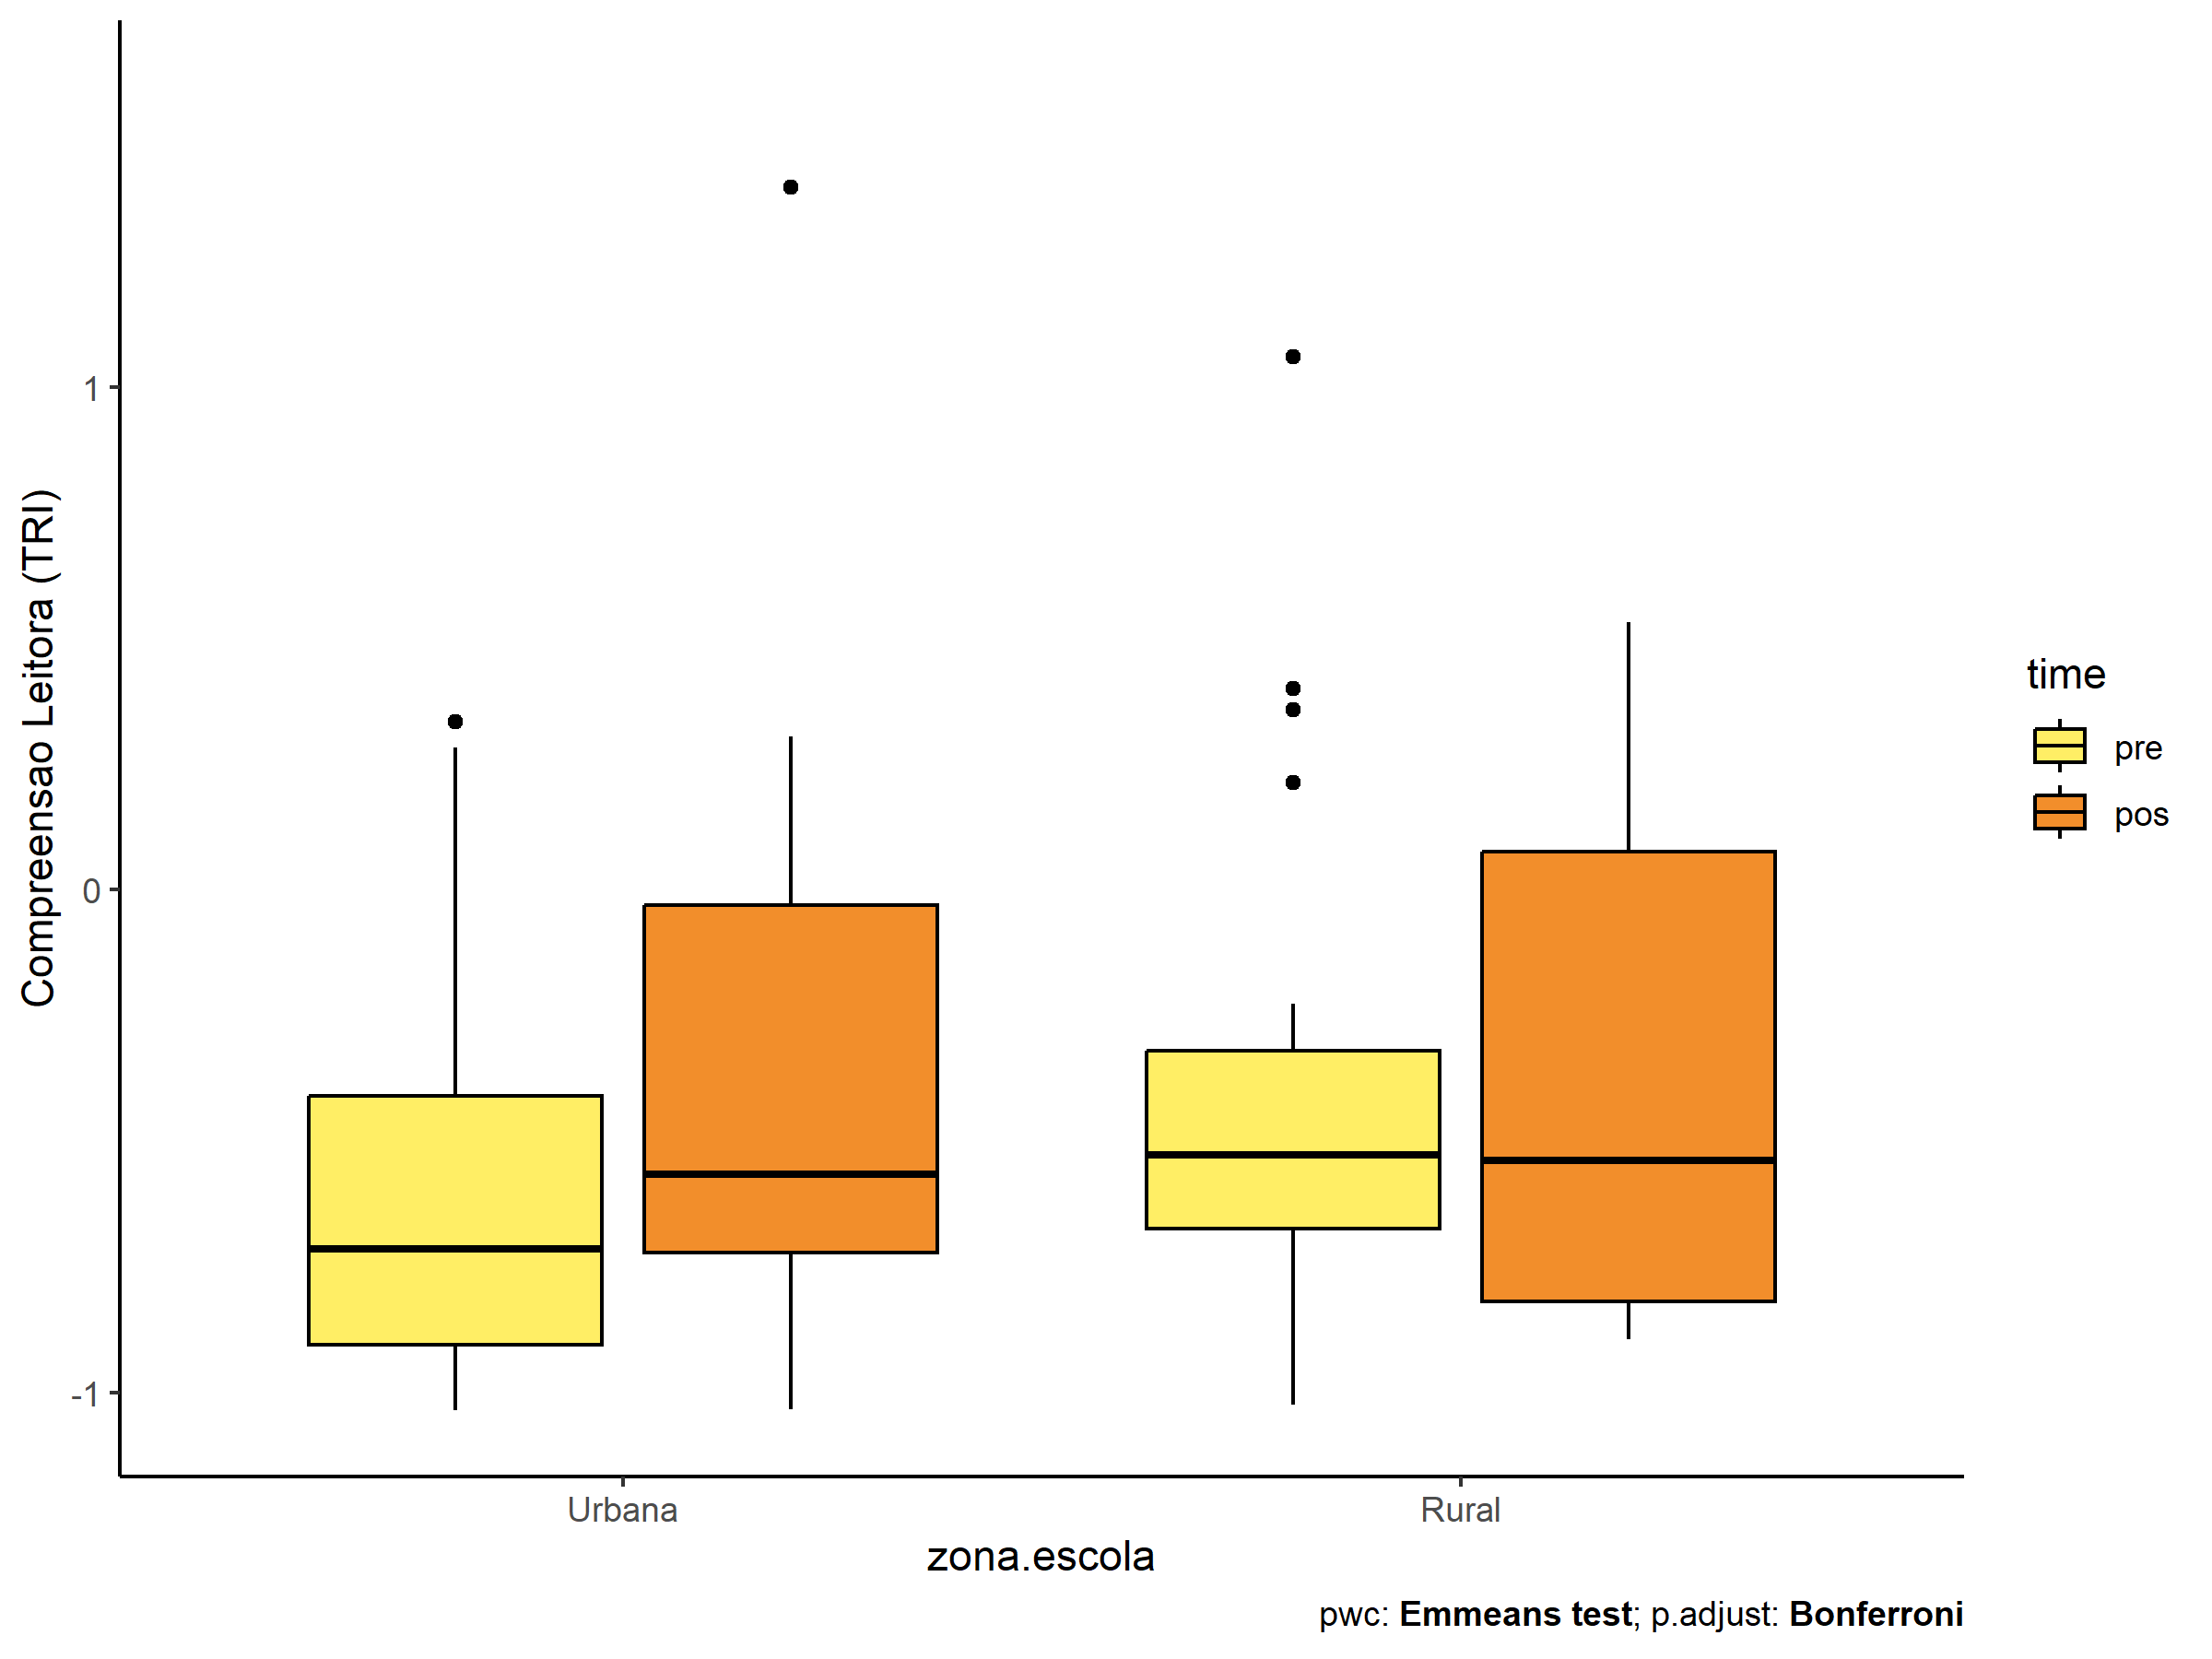 Compreensao Leitora (TRI)
1
0
-1
Urbana
Rural
zona.escola
time
pre
pos
pwc: Emmeans test; p.adjust: Bonferroni